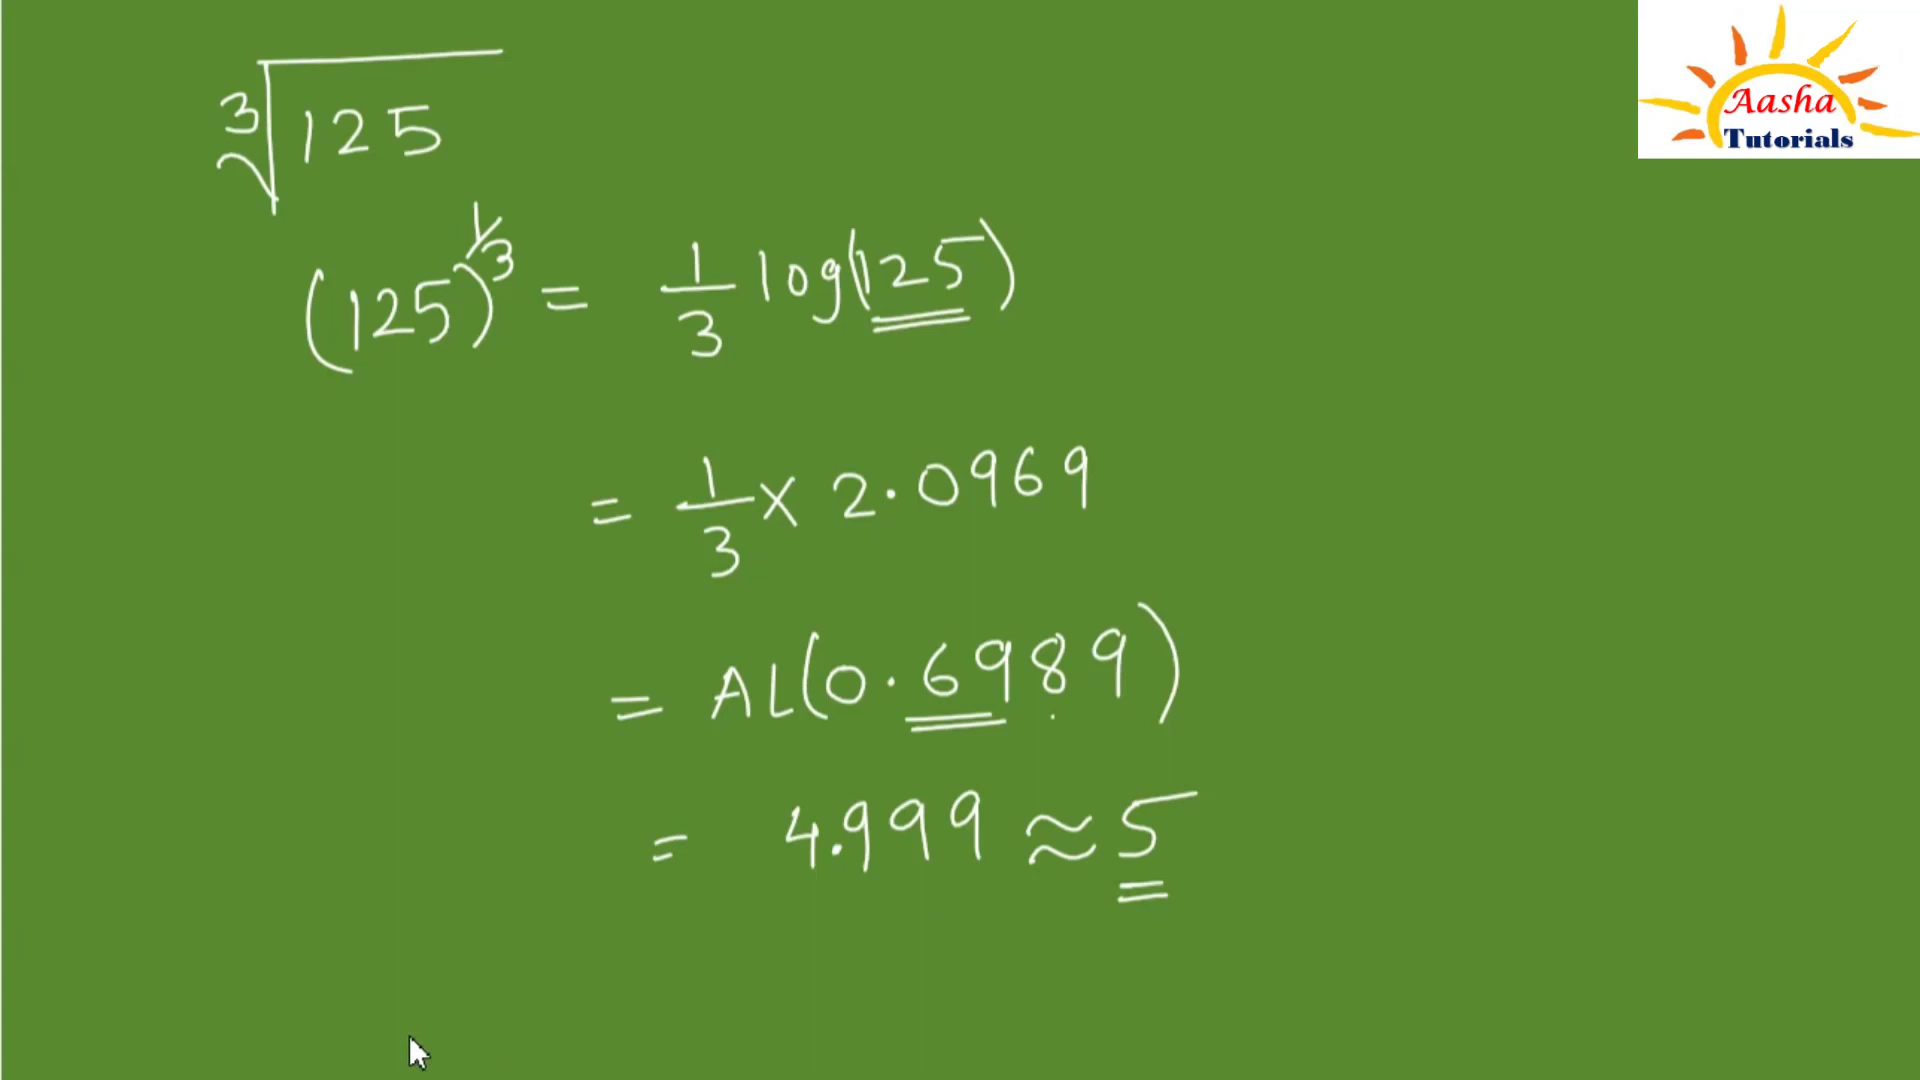 ∛125
(125)^{1/3} = 1/3 log(125)
= 1/3 × 2.0969
= AL(0.6989)
= 4.999 ≈ 5
Aasha
Tutorials